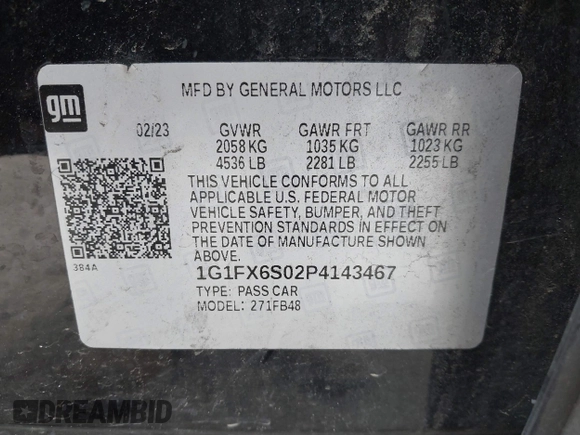 gm
MFD BY GENERAL MOTORS LLC
02/23 GVWR GAWR FRT GAWR RR
2058 KG 1035 KG 1023 KG
4536 LB 2281 LB 2255 LB
THIS VEHICLE CONFORMS TO ALL
APPLICABLE U.S. FEDERAL MOTOR
VEHICLE SAFETY, BUMPER, AND THEFT
PREVENTION STANDARDS IN EFFECT ON
THE DATE OF MANUFACTURE SHOWN
ABOVE.
384A
1G1FX6S02P4143467
TYPE: PASS CAR
MODEL: 271FB48
DREAMBID